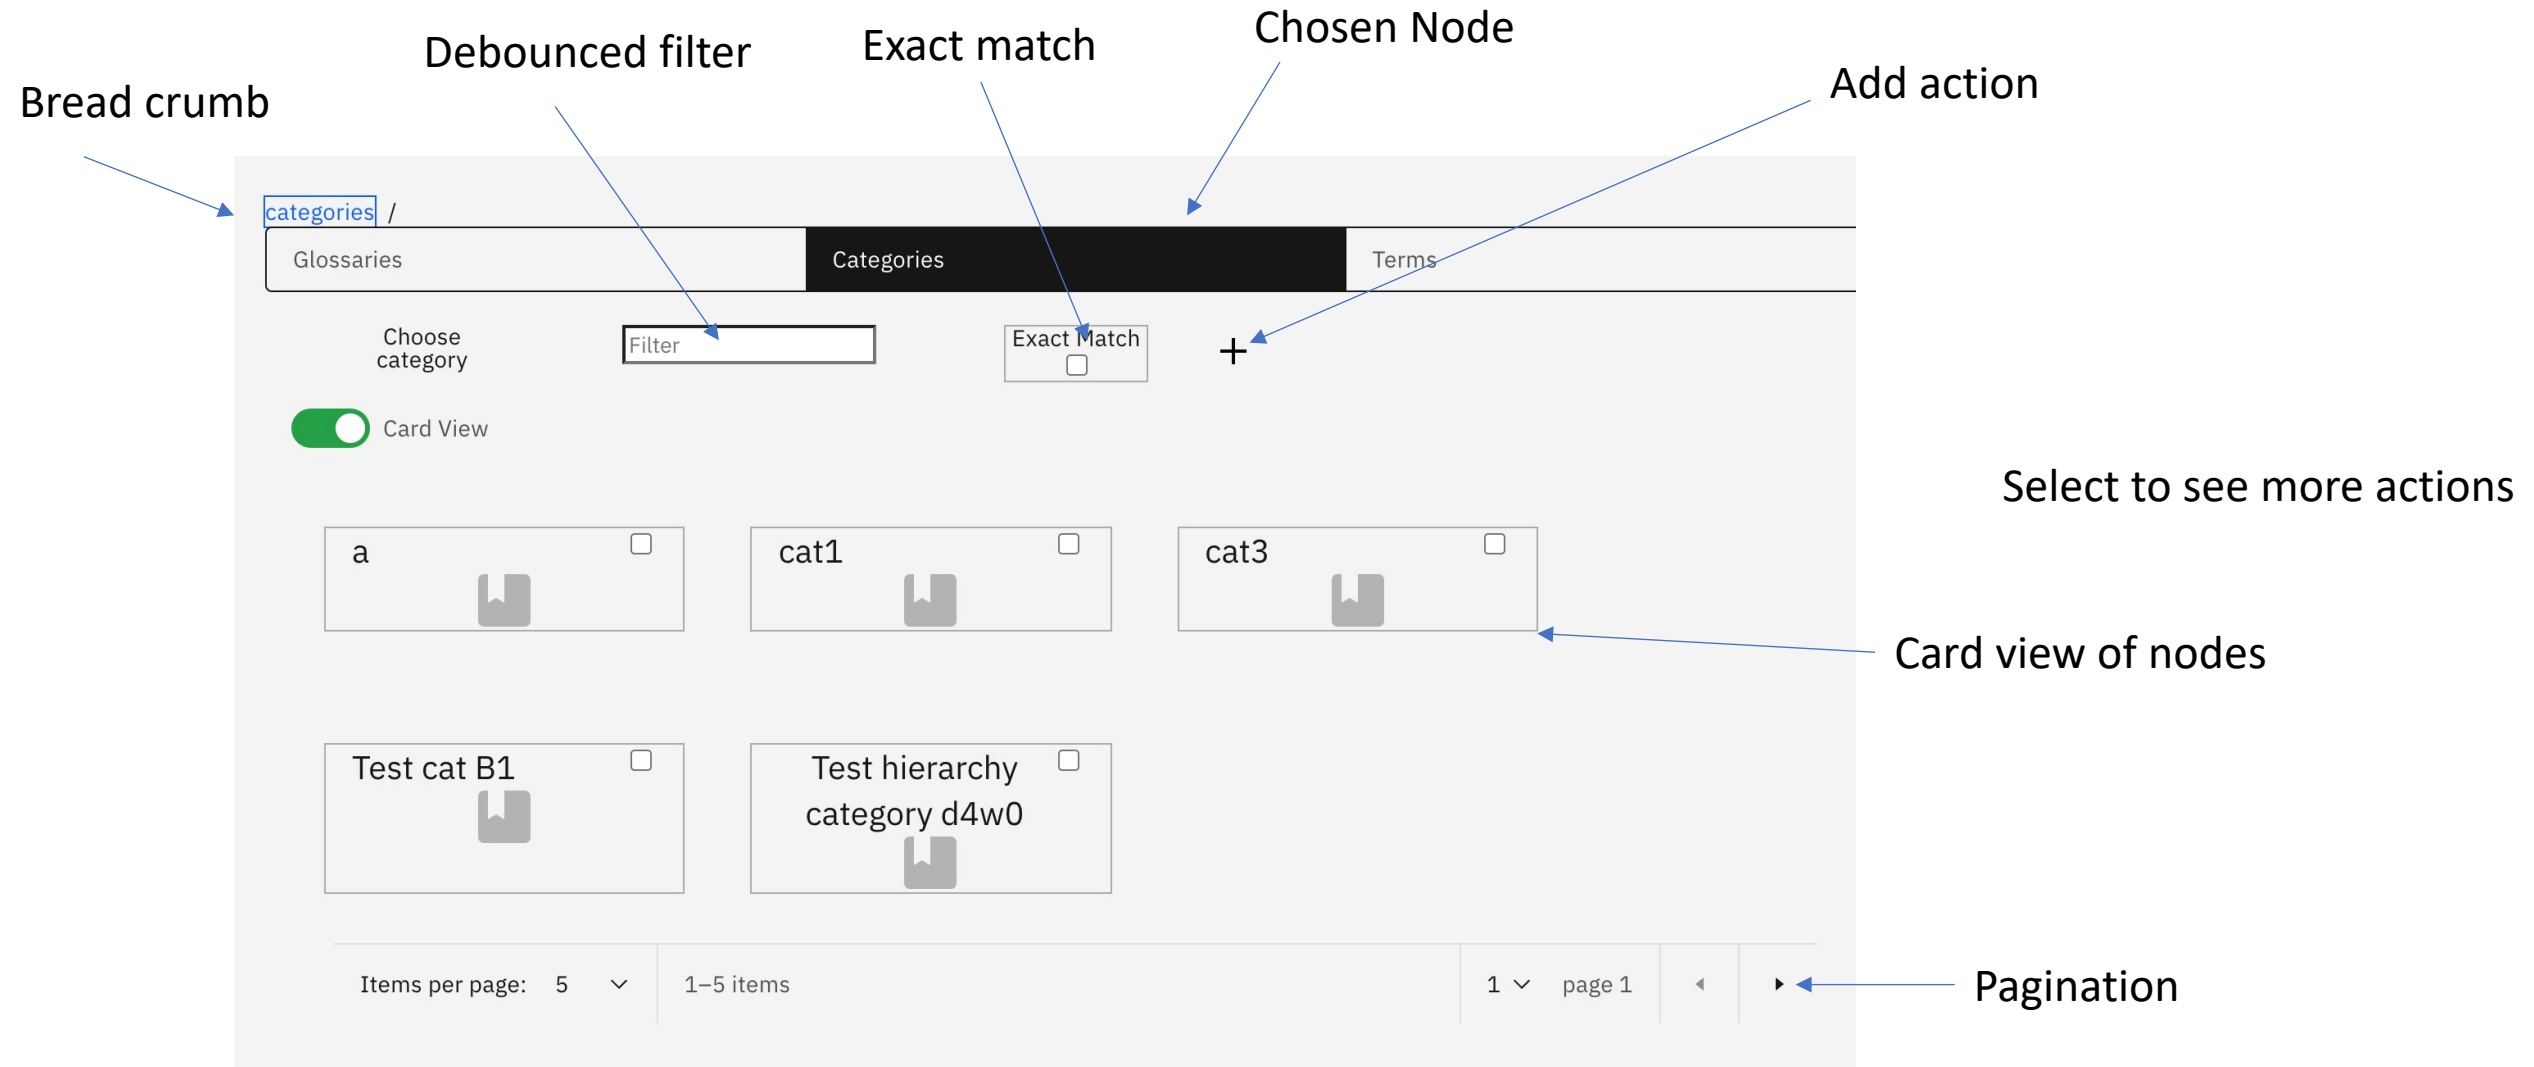 Chosen Node
Debounced filter
Exact match
Add action
Bread crumb
categories /
Glossaries
Categories
Terms
Choose
category
Filter
Exact Match
+
Card View
Select to see more actions
a
cat1
cat3
Card view of nodes
Test cat B1
Test hierarchy
category d4w0
Items per page: 5
1–5 items
1
page 1
Pagination